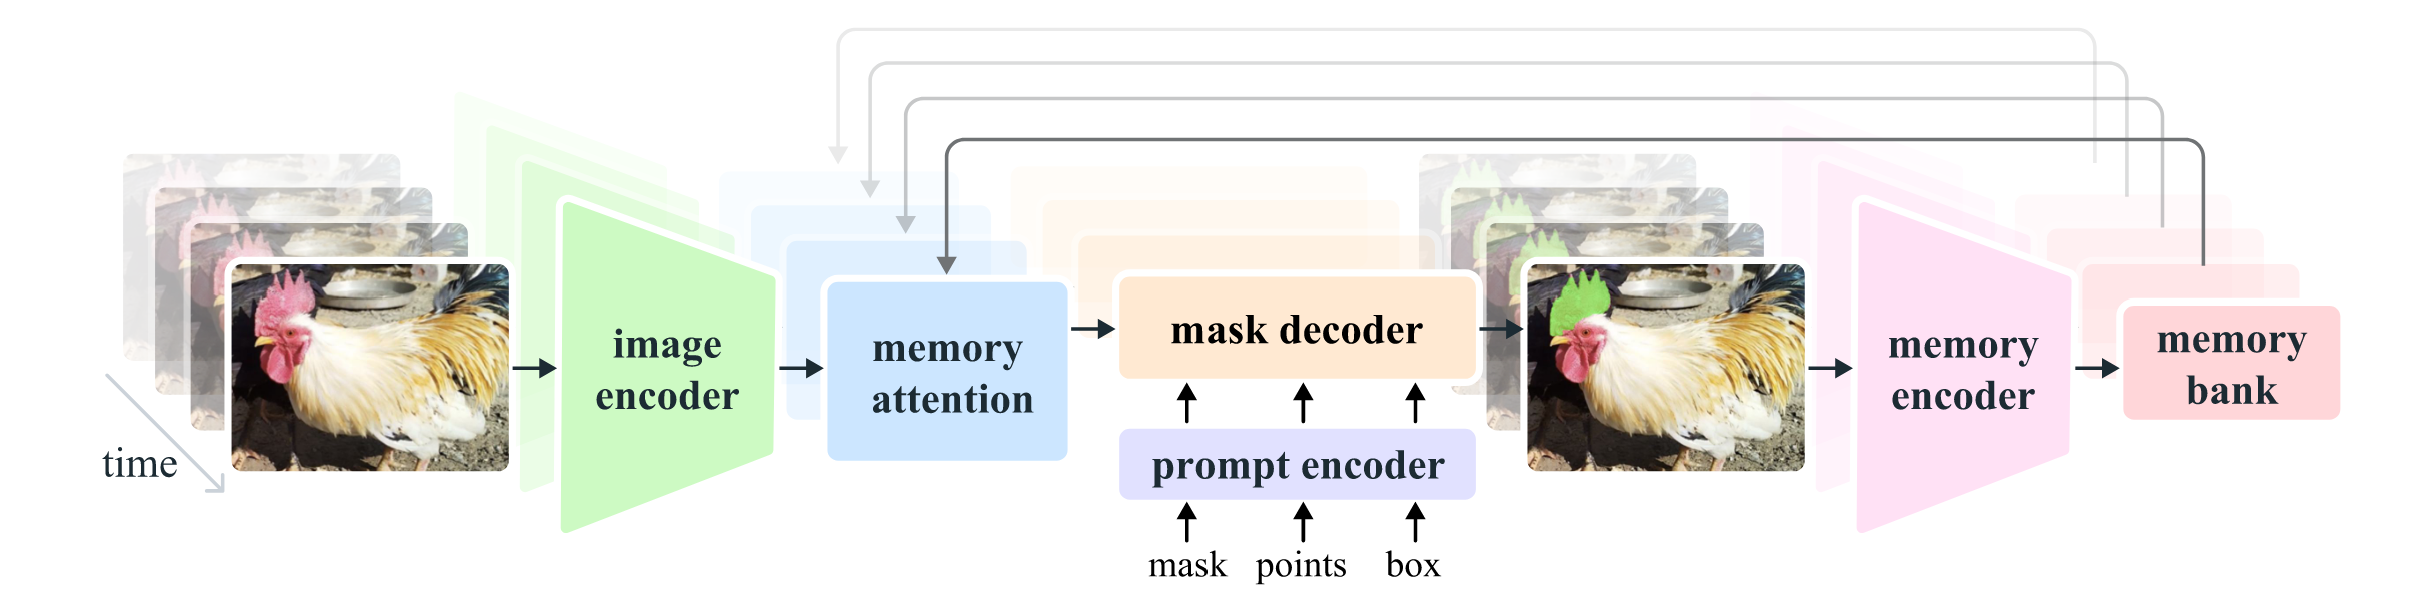 time
image
encoder
memory
attention
mask decoder
prompt encoder
mask points box
memory
encoder
memory
bank